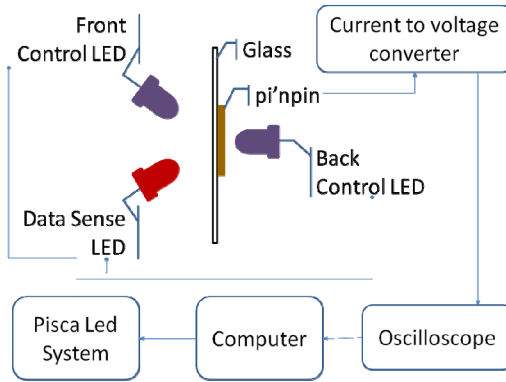 Front
Control LED
Glass
Current to voltage
converter
pi'npin
Back
Control LED
Data Sense
LED
Pisca Led
System
Computer
Oscilloscope